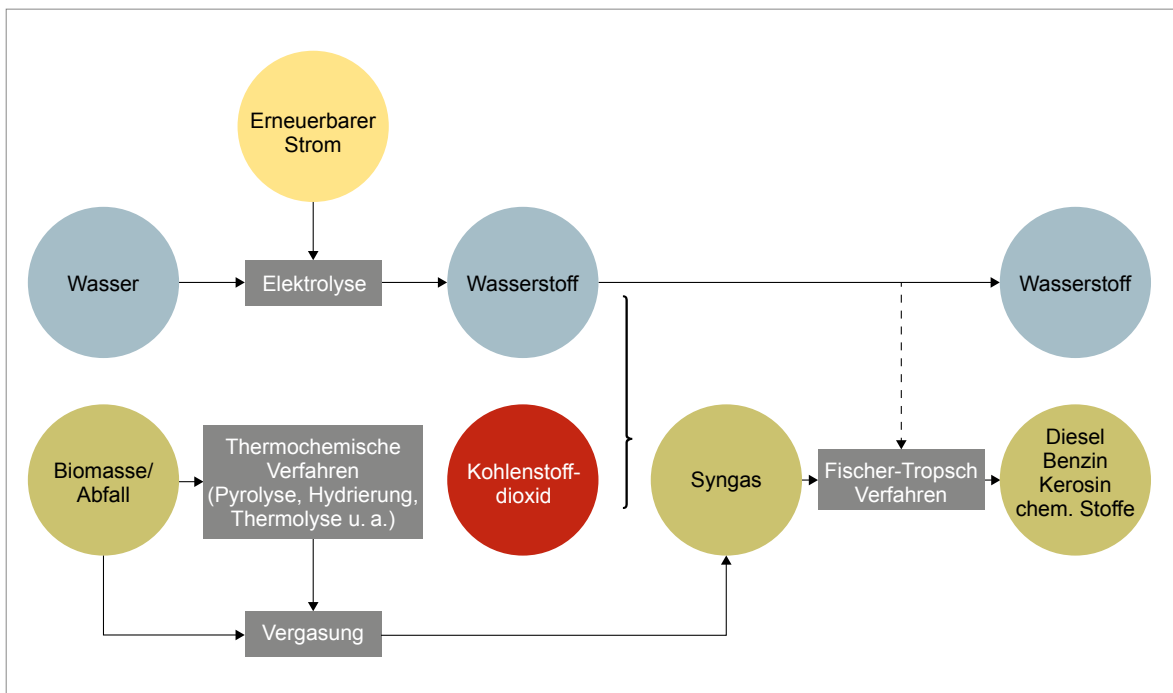 Erneuerbarer
Strom
Wasser
Elektrolyse
Wasserstoff
Wasserstoff
Biomasse/
Abfall
Thermochemische
Verfahren
(Pyrolyse, Hydrierung,
Thermolyse u. a.)
Kohlenstoff-
dioxid
Syngas
Fischer-Tropsch
Verfahren
Diesel
Benzin
Kerosin
chem. Stoffe
Vergasung